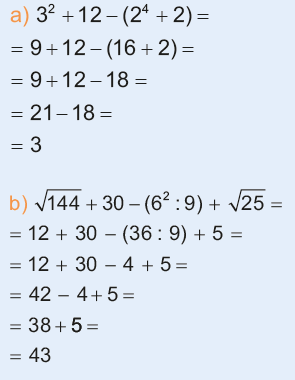 a) 3² + 12 – (2⁴ + 2) =
= 9 + 12 – (16 + 2) =
= 9 + 12 – 18 =
= 21 – 18 =
= 3
b) √144 + 30 – (6² : 9) + √25 =
= 12 + 30 – (36 : 9) + 5 =
= 12 + 30 – 4 + 5 =
= 42 – 4 + 5 =
= 38 + 5 =
= 43